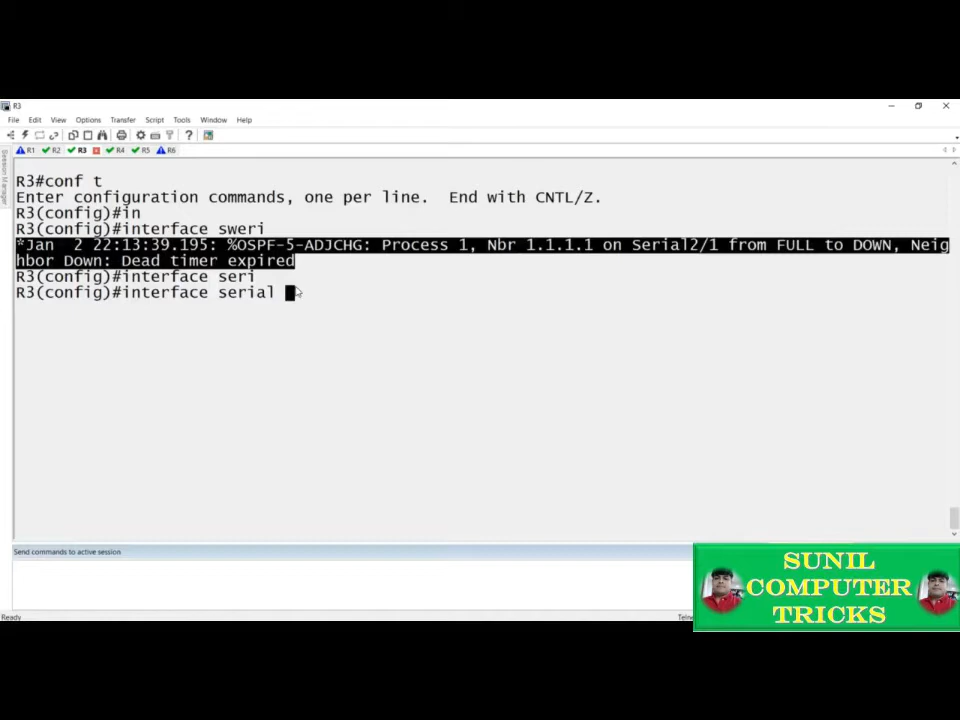 R3
File Edit View Options Transfer Script Tools Window Help
R1 R2 R3 R4 R5 R6
Session Manager
R3#conf t
Enter configuration commands, one per line.  End with CNTL/Z.
R3(config)#in
R3(config)#interface sweri
*Jan  2 22:13:39.195: %OSPF-5-ADJCHG: Process 1, Nbr 1.1.1.1 on Serial2/1 from FULL to DOWN, Neig
hbor Down: Dead timer expired
R3(config)#interface seri
R3(config)#interface serial
Send commands to active session
Ready
SUNIL
COMPUTER
TRICKS